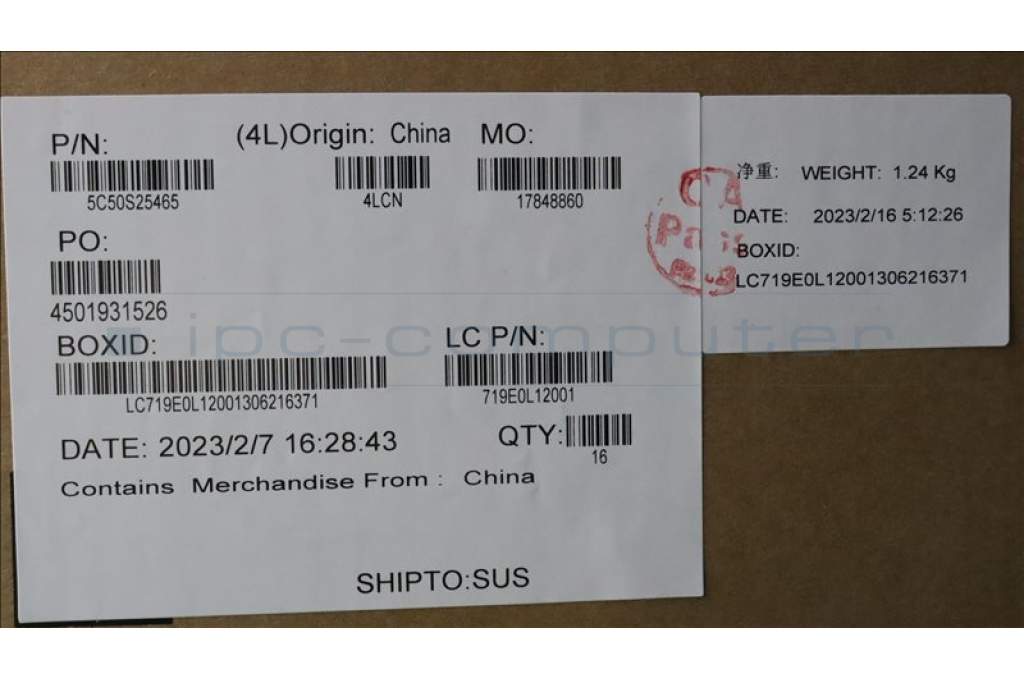 P/N:
5C50S25465
(4L)Origin: China
4LCN
MO:
17848860
PO:
4501931526
BOXID:
LC719E0L12001306216371
LC P/N:
719E0L12001
DATE: 2023/2/7 16:28:43
QTY:
16
Contains Merchandise From : China
SHIPTO:SUS
净重: WEIGHT: 1.24 Kg
DATE: 2023/2/16 5:12:26
BOXID:
LC719E0L12001306216371
ipc-computer